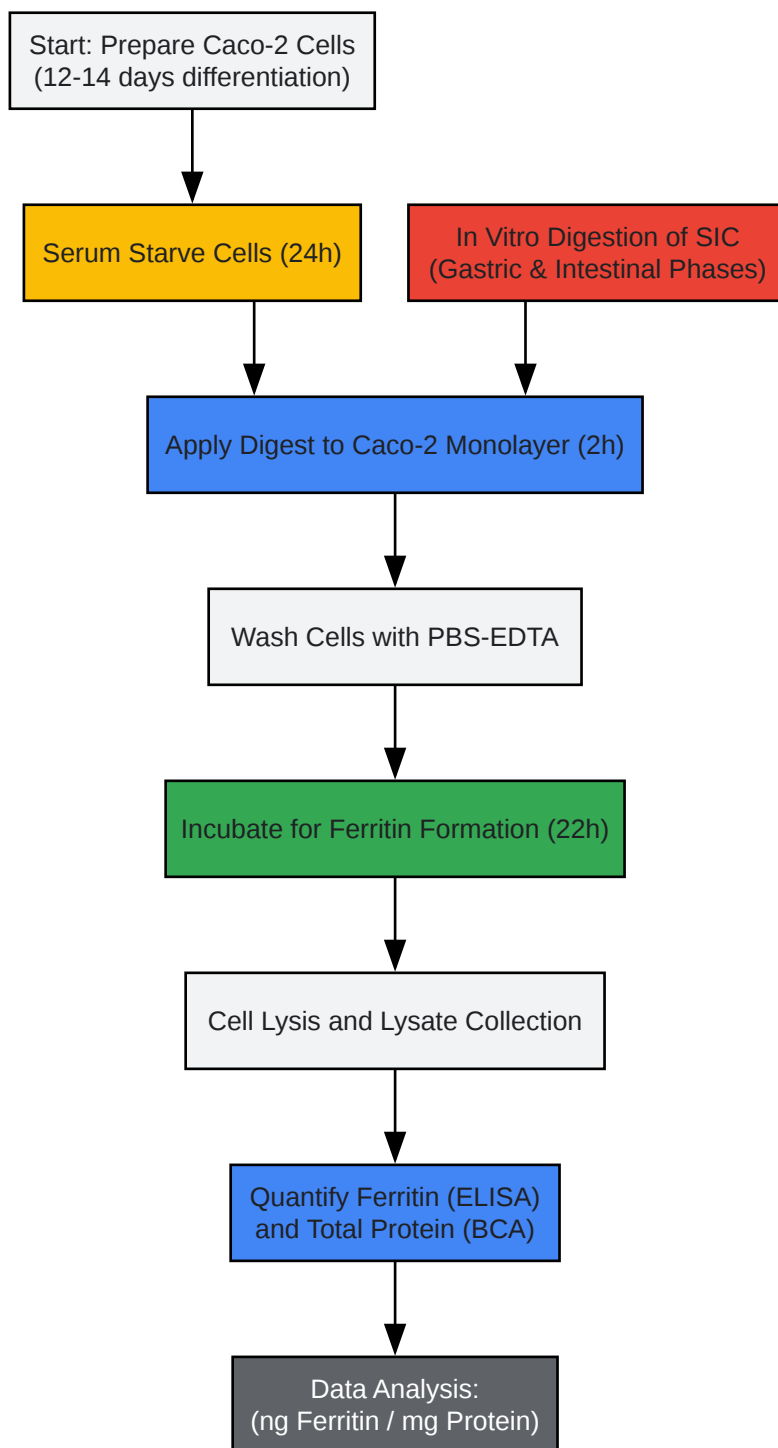 Start: Prepare Caco-2 Cells
(12-14 days differentiation)
Serum Starve Cells (24h)
In Vitro Digestion of SIC
(Gastric & Intestinal Phases)
Apply Digest to Caco-2 Monolayer (2h)
Wash Cells with PBS-EDTA
Incubate for Ferritin Formation (22h)
Cell Lysis and Lysate Collection
Quantify Ferritin (ELISA)
and Total Protein (BCA)
Data Analysis:
(ng Ferritin / mg Protein)